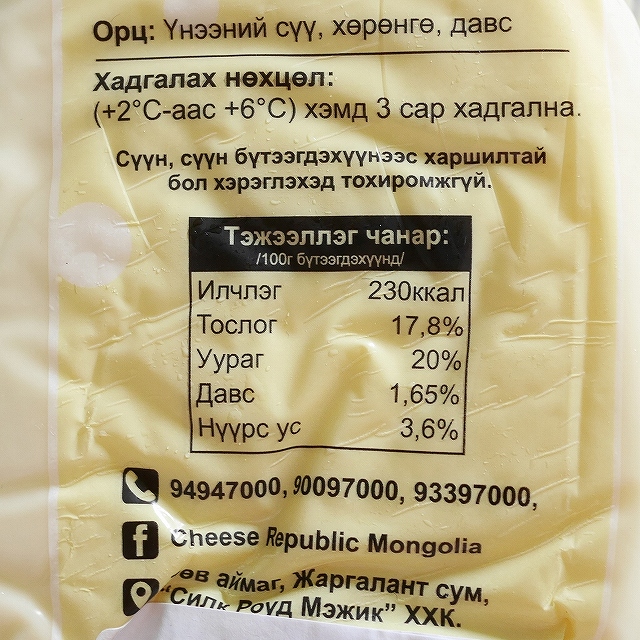 Орц: Үнээний сүү, хөрөнгө, давс
Хадгалах нөхцөл:
(+2°C-аас +6°C) хэмд 3 сар хадгална.
Сүүн, сүүн бүтээгдэхүүнээс харшилтай
бол хэрэглэхэд тохиромжгүй.
Тэжээллэг чанар:
/100г бүтээгдэхүүнд/
Илчлэг 230ккал
Тослог 17,8%
Уураг 20%
Давс 1,65%
Нүүрс ус 3,6%
94947000, 90097000, 93397000,
Cheese Republic Mongolia
аймаг, Жаргалант сум,
“Силк Роуд Мэжик” ХХК.